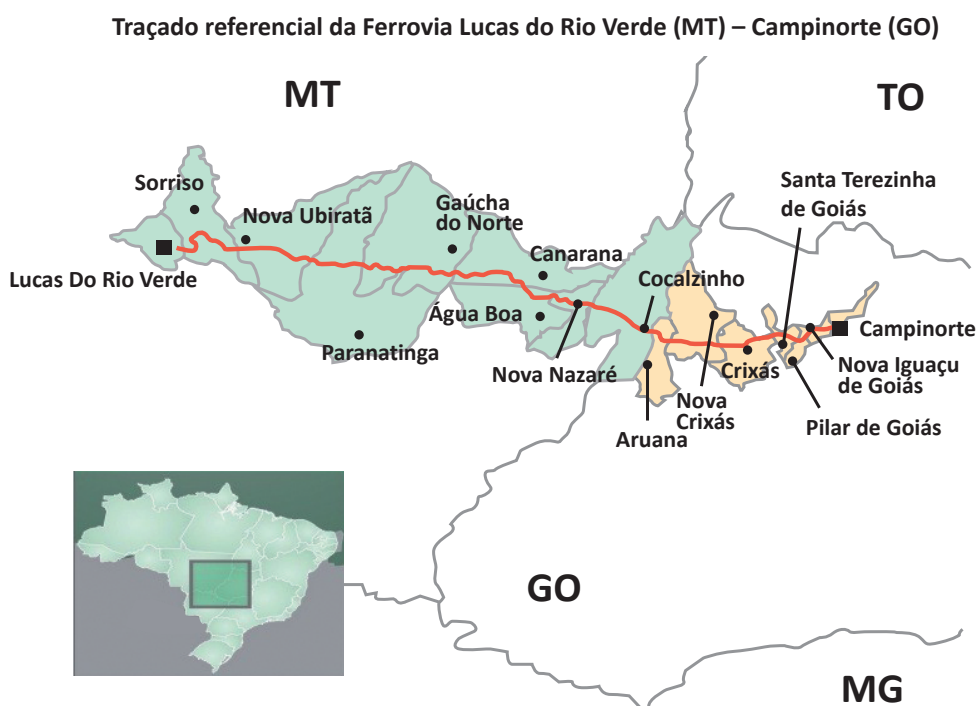 Traçado referencial da Ferrovia Lucas do Rio Verde (MT) – Campinorte (GO)
MT
TO
Sorriso
Nova Ubiratã
Gaúcha
do Norte
Santa Terezinha
de Goiás
Canarana
Lucas Do Rio Verde
Cocalzinho
Água Boa
Campinorte
Paranatinga
Nova Nazaré
Crixás
Nova Iguaçu
de Goiás
Nova
Crixás
Aruana
Pilar de Goiás
GO
MG